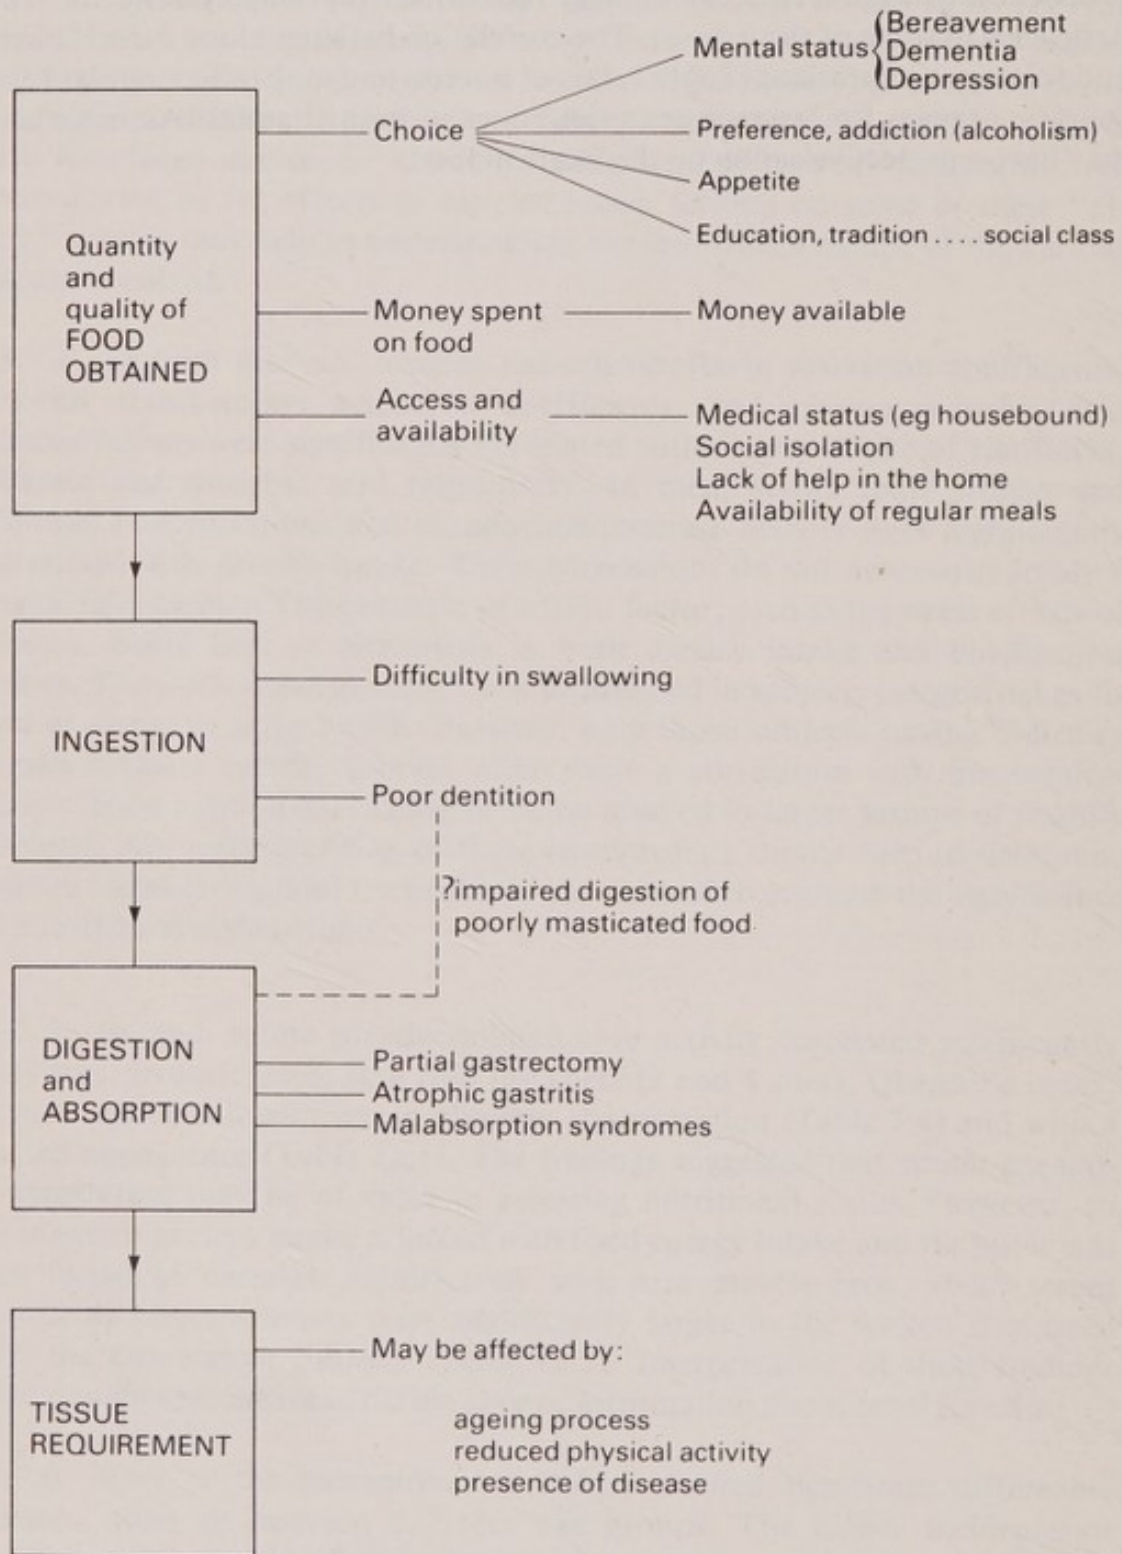 Mental status
Bereavement
Dementia
Depression
Choice
Preference, addiction (alcoholism)
Appetite
Education, tradition .... social class
Quantity
and
quality of
FOOD
OBTAINED
Money spent
on food
Money available
Access and
availability
Medical status (eg housebound)
Social isolation
Lack of help in the home
Availability of regular meals
INGESTION
Difficulty in swallowing
Poor dentition
?impaired digestion of
poorly masticated food
DIGESTION
and
ABSORPTION
Partial gastrectomy
Atrophic gastritis
Malabsorption syndromes
TISSUE
REQUIREMENT
May be affected by:
ageing process
reduced physical activity
presence of disease